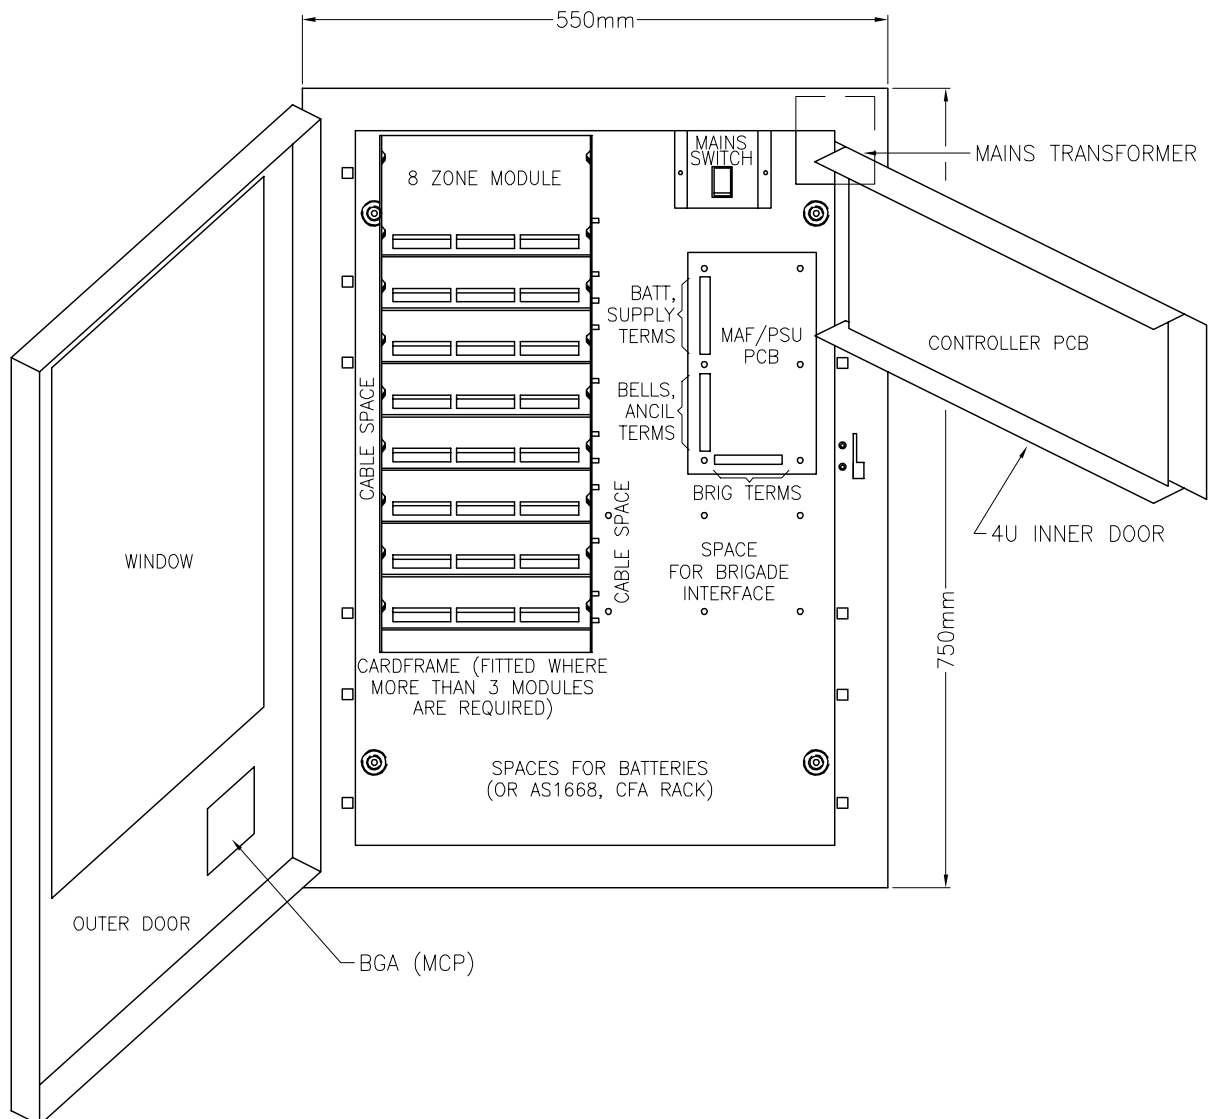 550mm
MAINS TRANSFORMER
MAINS
SWITCH
8 ZONE MODULE
BATT,
SUPPLY
TERMS
MAF/PSU
PCB
CONTROLLER PCB
BELLS,
ANCIL
TERMS
CABLE SPACE
BRIG TERMS
CABLE SPACE
4U INNER DOOR
WINDOW
SPACE
FOR BRIGADE
INTERFACE
750mm
CARDFRAME (FITTED WHERE
MORE THAN 3 MODULES
ARE REQUIRED)
SPACES FOR BATTERIES
(OR AS1668, CFA RACK)
OUTER DOOR
BGA (MCP)